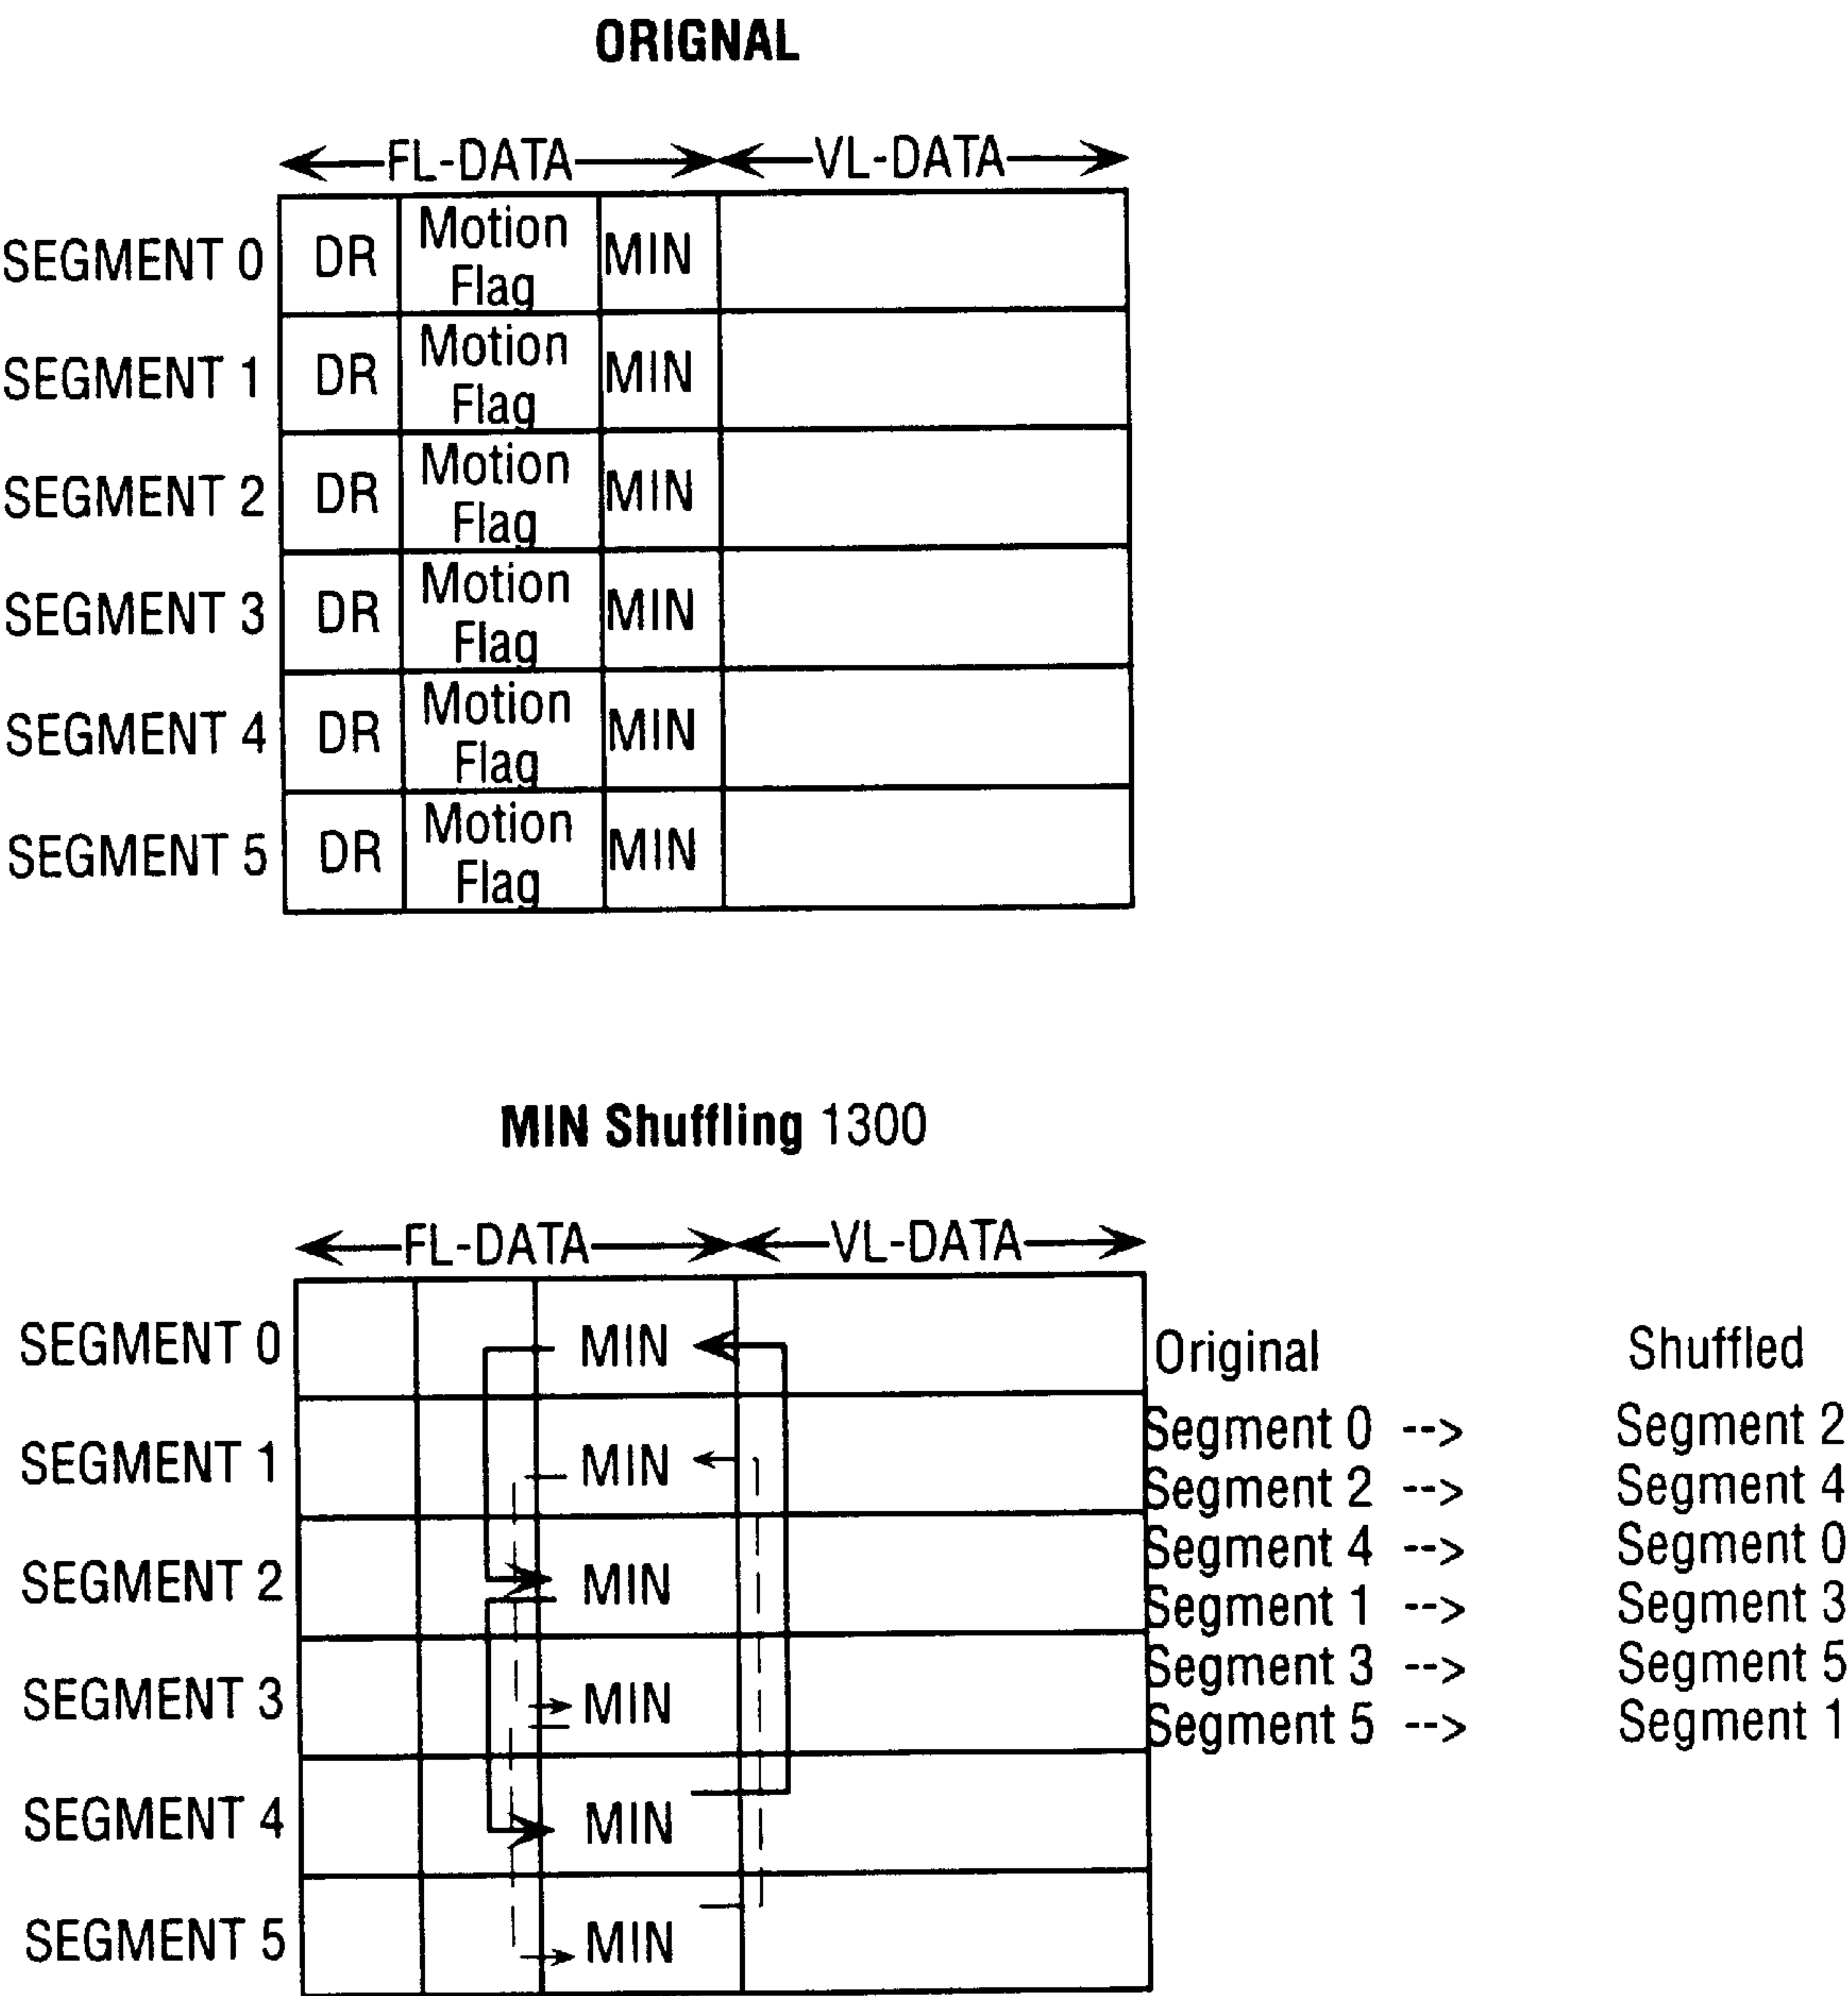 ORIGNAL
FL-DATA VL-DATA
SEGMENT 0 DR Motion Flag MIN
SEGMENT 1 DR Motion Flag MIN
SEGMENT 2 DR Motion Flag MIN
SEGMENT 3 DR Motion Flag MIN
SEGMENT 4 DR Motion Flag MIN
SEGMENT 5 DR Motion Flag MIN
MIN Shuffling 1300
FL-DATA VL-DATA
SEGMENT 0 MIN
SEGMENT 1 MIN
SEGMENT 2 MIN
SEGMENT 3 MIN
SEGMENT 4 MIN
SEGMENT 5 MIN
Original Shuffled
Segment 0 --> Segment 2
Segment 2 --> Segment 4
Segment 4 --> Segment 0
Segment 1 --> Segment 3
Segment 3 --> Segment 5
Segment 5 --> Segment 1